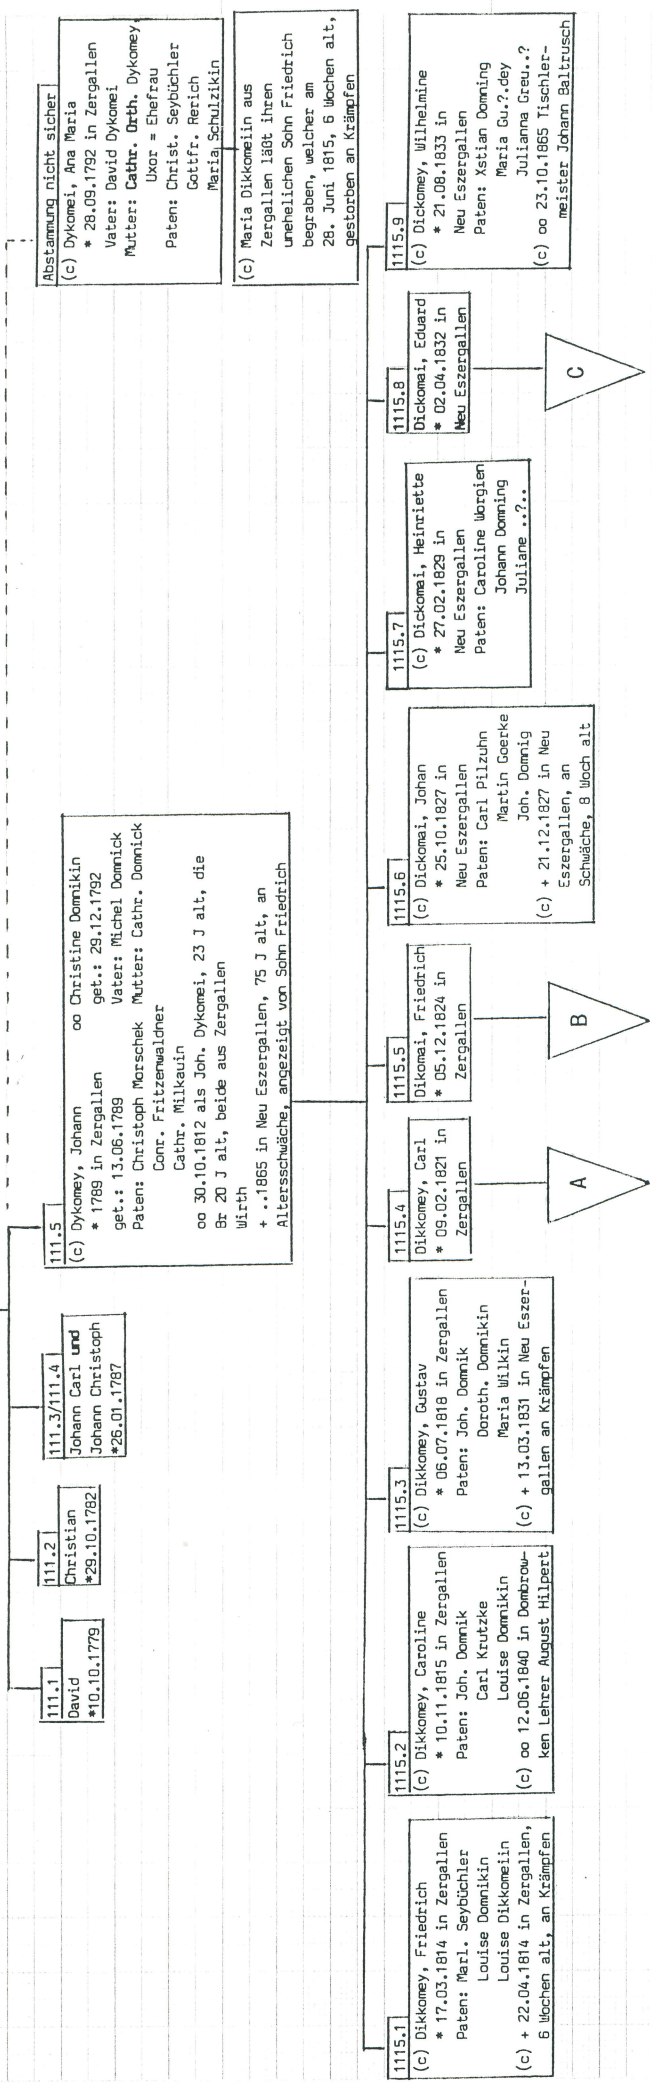 111.1
David
*10.10.1779
111.2
Christian
*29.10.1782
111.3/111.4
Johann Carl und
Johann Christoph
*26.01.1787
111.5
(c) Dykomey, Johann oo Christine Domnikin
* 1789 in Zergallen get.: 29.12.1792
get.: 13.06.1789 Vater: Michel Domnick
Paten: Christoph Morschek Mutter: Cathr. Domnick
Conr. Fritzenwaldner
Cathr. Milkauin
oo 30.10.1812 als Joh. Dykomei, 23 J alt, die
Br 20 J alt, beide aus Zergallen
Wirth
+ ..1865 in Neu Eszergallen, 75 J alt, an
Altersschwäche, angezeigt von Sohn Friedrich
Abstammung nicht sicher
(c) Dykomei, Ana Maria
* 28.09.1792 in Zergallen
Vater: David Dykomei
Mutter: Cathr. Orth. Dykomey,
Uxor = Ehefrau
Paten: Christ. Seybüchler
Gottfr. Rerich
Maria Schulzikin
(c) Maria Dikkomeiin aus
Zergallen läßt ihren
unehelichen Sohn Friedrich
begraben, welcher am
28. Juni 1815, 6 Wochen alt,
gestorben an Krämpfen
1115.1
(c) Dikkomey, Friedrich
* 17.03.1814 in Zergallen
Paten: Marl. Seybüchler
Louise Domnikin
Louise Dikkomeiin
(c) + 22.04.1814 in Zergallen,
6 Wochen alt, an Krämpfen
1115.2
(c) Dikkomey, Caroline
* 10.11.1815 in Zergallen
Paten: Joh. Domnik
Carl Krutzke
Louise Domnikin
(c) oo 12.06.1840 in Dombrow-
ken Lehrer August Hilpert
1115.3
(c) Dikkomey, Gustav
* 06.07.1818 in Zergallen
Paten: Joh. Domnik
Doroth. Domnikin
Maria Wilkin
(c) + 13.03.1831 in Neu Eszer-
gallen an Krämpfen
1115.4
Dikkomey, Carl
* 09.02.1821 in
Zergallen
A
1115.5
Dikomai, Friedrich
* 05.12.1824 in
Zergallen
B
1115.6
(c) Dickomai, Johan
* 25.10.1827 in
Neu Eszergallen
Paten: Carl Pilzuhn
Martin Goerke
Joh. Domnig
(c) + 21.12.1827 in Neu
Eszergallen, an
Schwäche, 8 Woch alt
1115.7
(c) Dickomai, Heinriette
* 27.02.1829 in
Neu Eszergallen
Paten: Caroline Worgien
Johann Domning
Juliane ..?..
1115.8
Dickomai, Eduard
* 02.04.1832 in
Neu Eszergallen
C
1115.9
(c) Dickomey, Wilhelmine
* 21.08.1833 in
Neu Eszergallen
Paten: Xstian Domning
Maria Gu.?.dey
Julianna Greu..?
(c) oo 23.10.1865 Tischler-
meister Johann Baltrusch